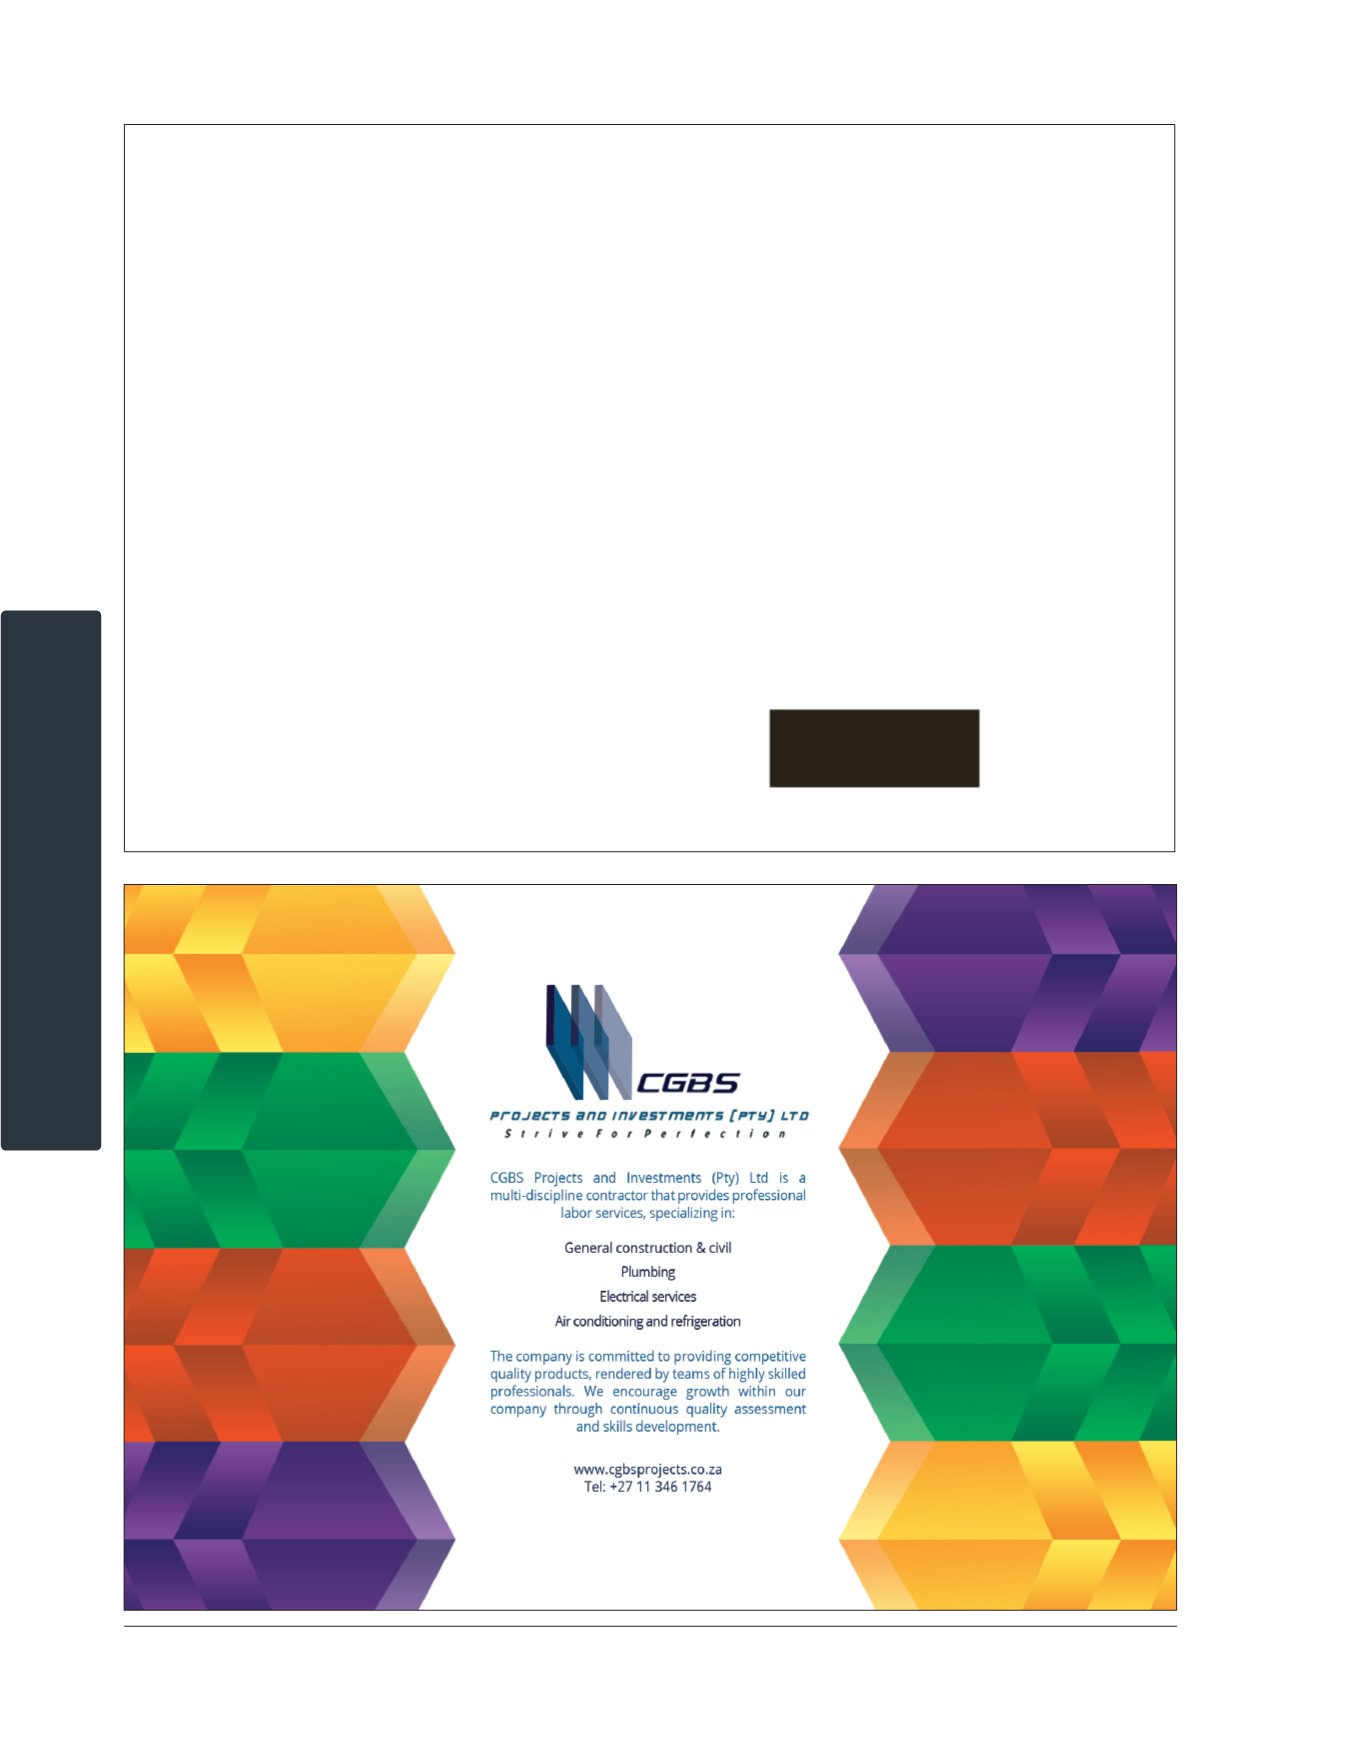 CGBS
Projects and Investments (Pty) Ltd
Strive For Perfection
CGBS Projects and Investments (Pty) Ltd is a
multi-discipline contractor that provides professional
labor services, specializing in:
General construction & civil
Plumbing
Electrical services
Air conditioning and refrigeration
The company is committed to providing competitive
quality products, rendered by teams of highly skilled
professionals. We encourage growth within our
company through continuous quality assessment
and skills development.
www.cgbsprojects.co.za
Tel: +27 11 346 1764